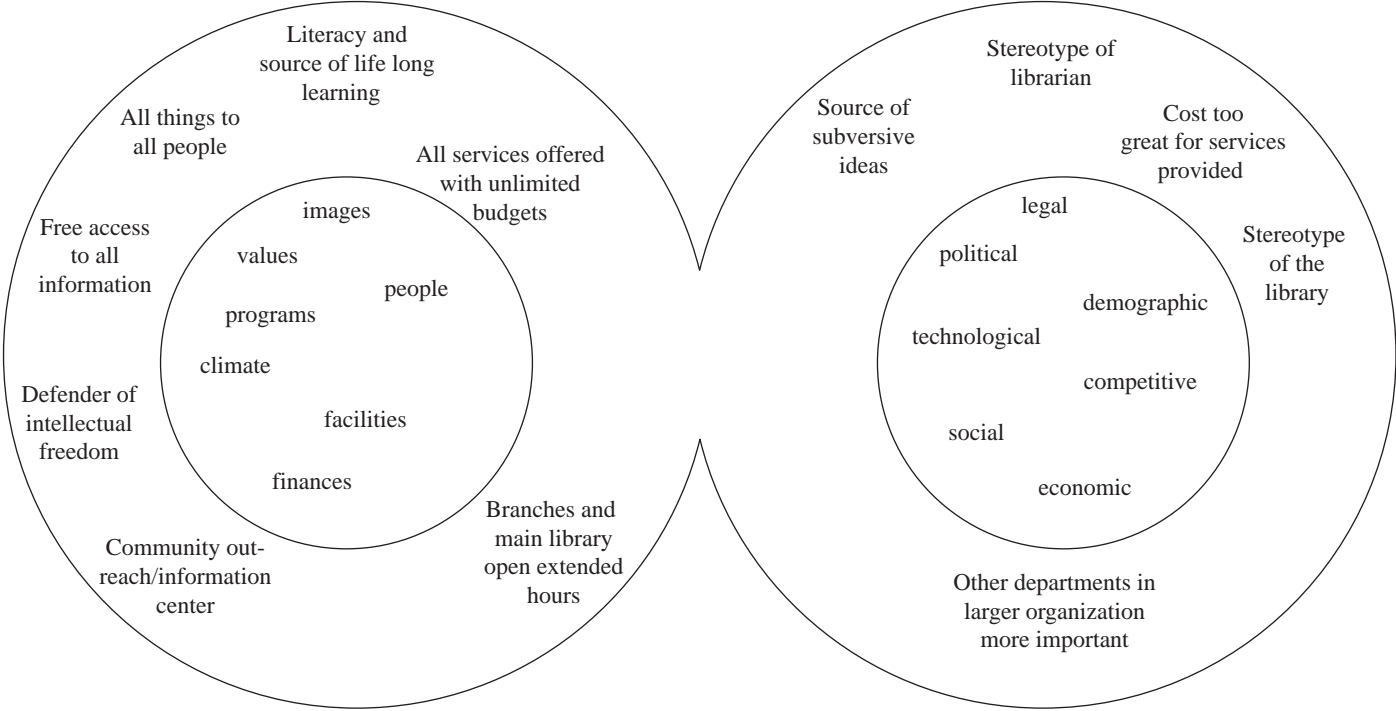 Literacy and
source of life long
learning
All things to
all people
All services offered
with unlimited
budgets
Free access
to all
information
Defender of
intellectual
freedom
Community out-
reach/information
center
Branches and
main library
open extended
hours
images
values
people
programs
climate
facilities
finances
Stereotype of
librarian
Source of
subversive
ideas
Cost too
great for services
provided
Stereotype
of the
library
Other departments in
larger organization
more important
legal
political
demographic
technological
competitive
social
economic